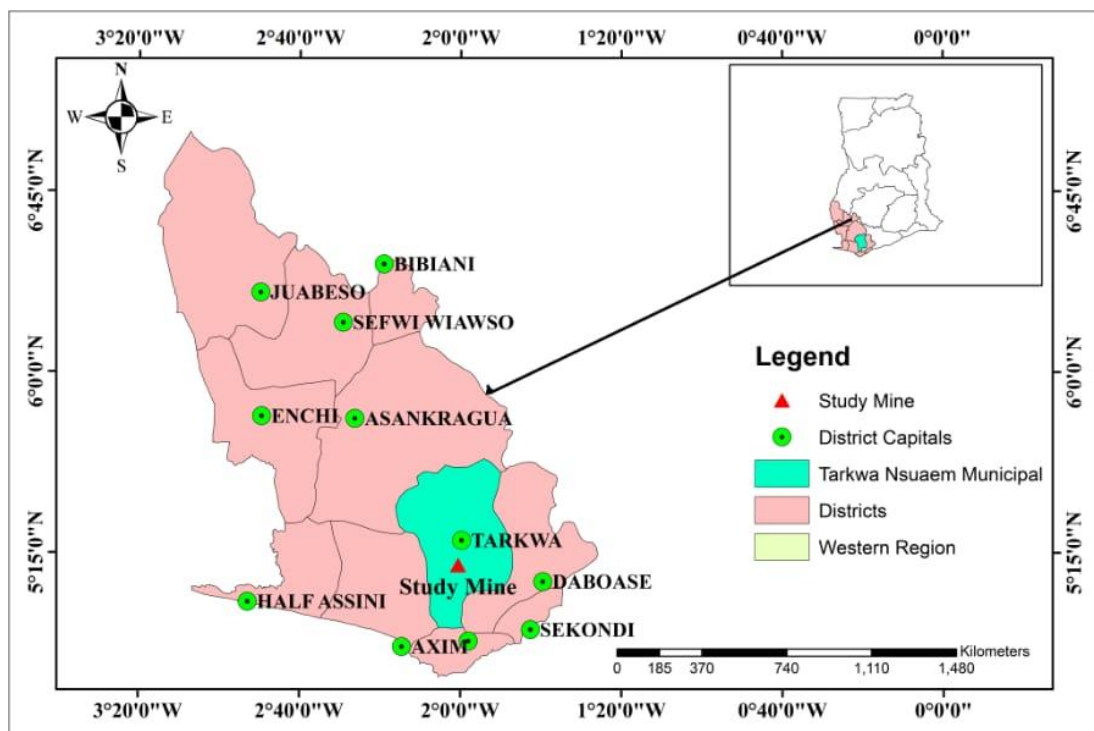 3°20'0"W 2°40'0"W 2°0'0"W 1°20'0"W 0°40'0"W 0°0'0"
N
W E
S
6°45'0"N 6°45'0"N
BIBIANI
JUABESO
SEFWI WIAWSO
6°0'0"N 6°0'0"N
ENCHI ASANKRAGUA
TARKWA
5°15'0"N 5°15'0"N
Study Mine
DABOASE
HALF ASSINI
SEKONDI
AXIM
Legend
Study Mine
District Capitals
Tarkwa Nsuaem Municipal
Districts
Western Region
Kilometers
0 185 370 740 1,110 1,480
3°20'0"W 2°40'0"W 2°0'0"W 1°20'0"W 0°40'0"W 0°0'0"